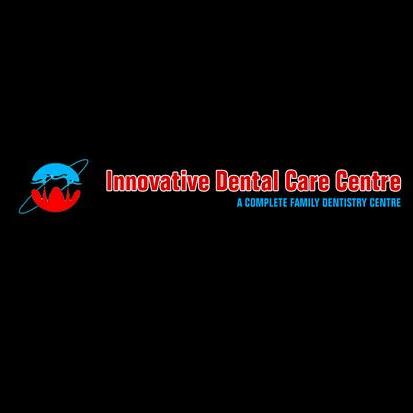 Innovative Dental Care Centre
A COMPLETE FAMILY DENTISTRY CENTRE